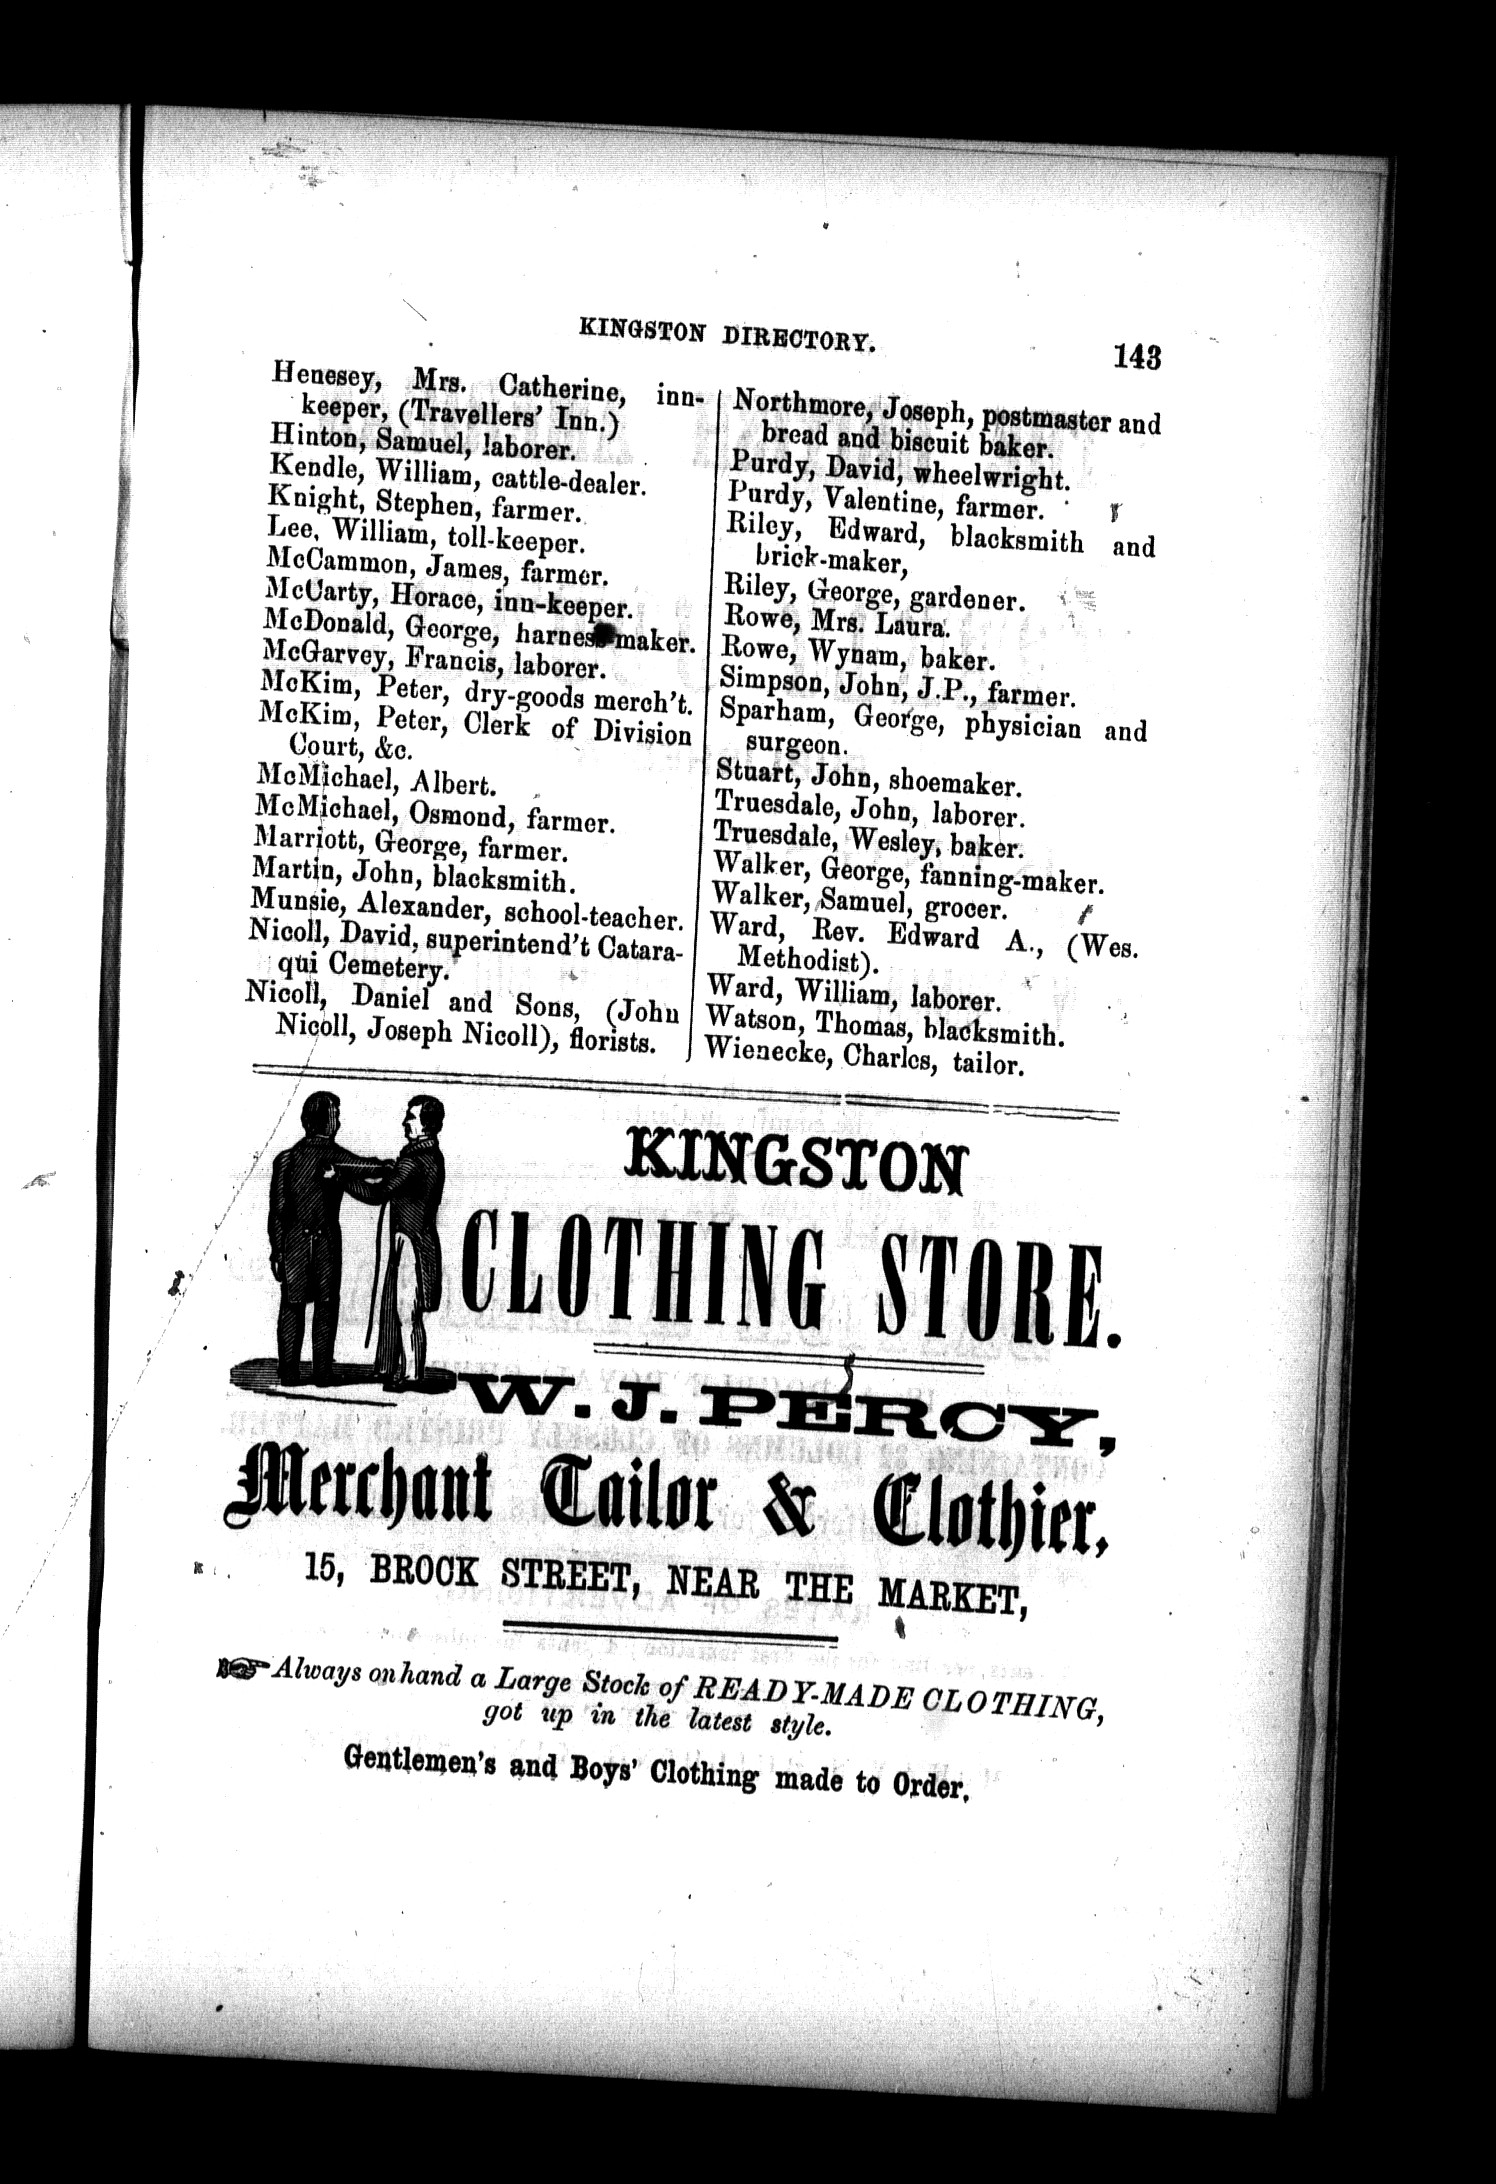 KINGSTON DIRECTORY.
143
Henesey, Mrs. Catherine, inn-
keeper, (Travellers' Inn.)
Hinton, Samuel, laborer.
Kendle, William, cattle-dealer.
Knight, Stephen, farmer.
Lee, William, toll-keeper.
McCammon, James, farmer.
McCarty, Horace, inn-keeper.
McDonald, George, harness-maker.
McGarvey, Francis, laborer.
McKim, Peter, dry-goods merch't.
McKim, Peter, Clerk of Division
Court, &c.
McMichael, Albert.
McMichael, Osmond, farmer.
Marriott, George, farmer.
Martin, John, blacksmith.
Munsie, Alexander, school-teacher.
Nicoll, David, superintend't Catara-
qui Cemetery.
Nicoll, Daniel and Sons, (John
Nicoll, Joseph Nicoll), florists.
Northmore, Joseph, postmaster and
bread and biscuit baker.
Purdy, David, wheelwright.
Purdy, Valentine, farmer.
Riley, Edward, blacksmith and
brick-maker,
Riley, George, gardener.
Rowe, Mrs. Laura.
Rowe, Wynam, baker.
Simpson, John, J.P., farmer.
Sparham, George, physician and
surgeon.
Stuart, John, shoemaker.
Truesdale, John, laborer.
Truesdale, Wesley, baker.
Walker, George, fanning-maker.
Walker, Samuel, grocer.
Ward, Rev. Edward A., (Wes.
Methodist).
Ward, William, laborer.
Watson, Thomas, blacksmith.
Wienecke, Charles, tailor.
KINGSTON
CLOTHING STORE.
W. J. PERCY,
Merchant Tailor & Clothier,
15, BROCK STREET, NEAR THE MARKET,
☞ Always on hand a Large Stock of READY-MADE CLOTHING,
got up in the latest style.
Gentlemen's and Boys' Clothing made to Order.